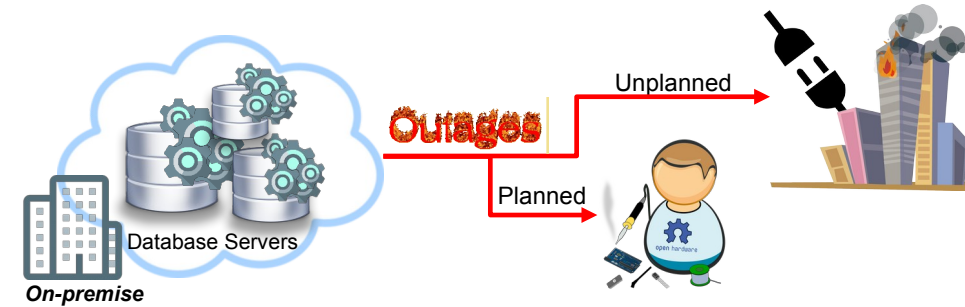 Database Servers
On-premise
Outages
Unplanned
Planned
open hardware